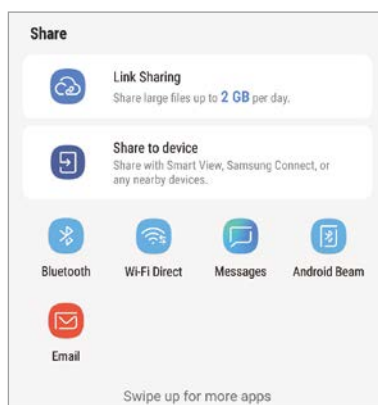 Share
Link Sharing
Share large files up to 2 GB per day.
Share to device
Share with Smart View, Samsung Connect, or
any nearby devices.
Bluetooth
Wi-Fi Direct
Messages
Android Beam
Email
Swipe up for more apps